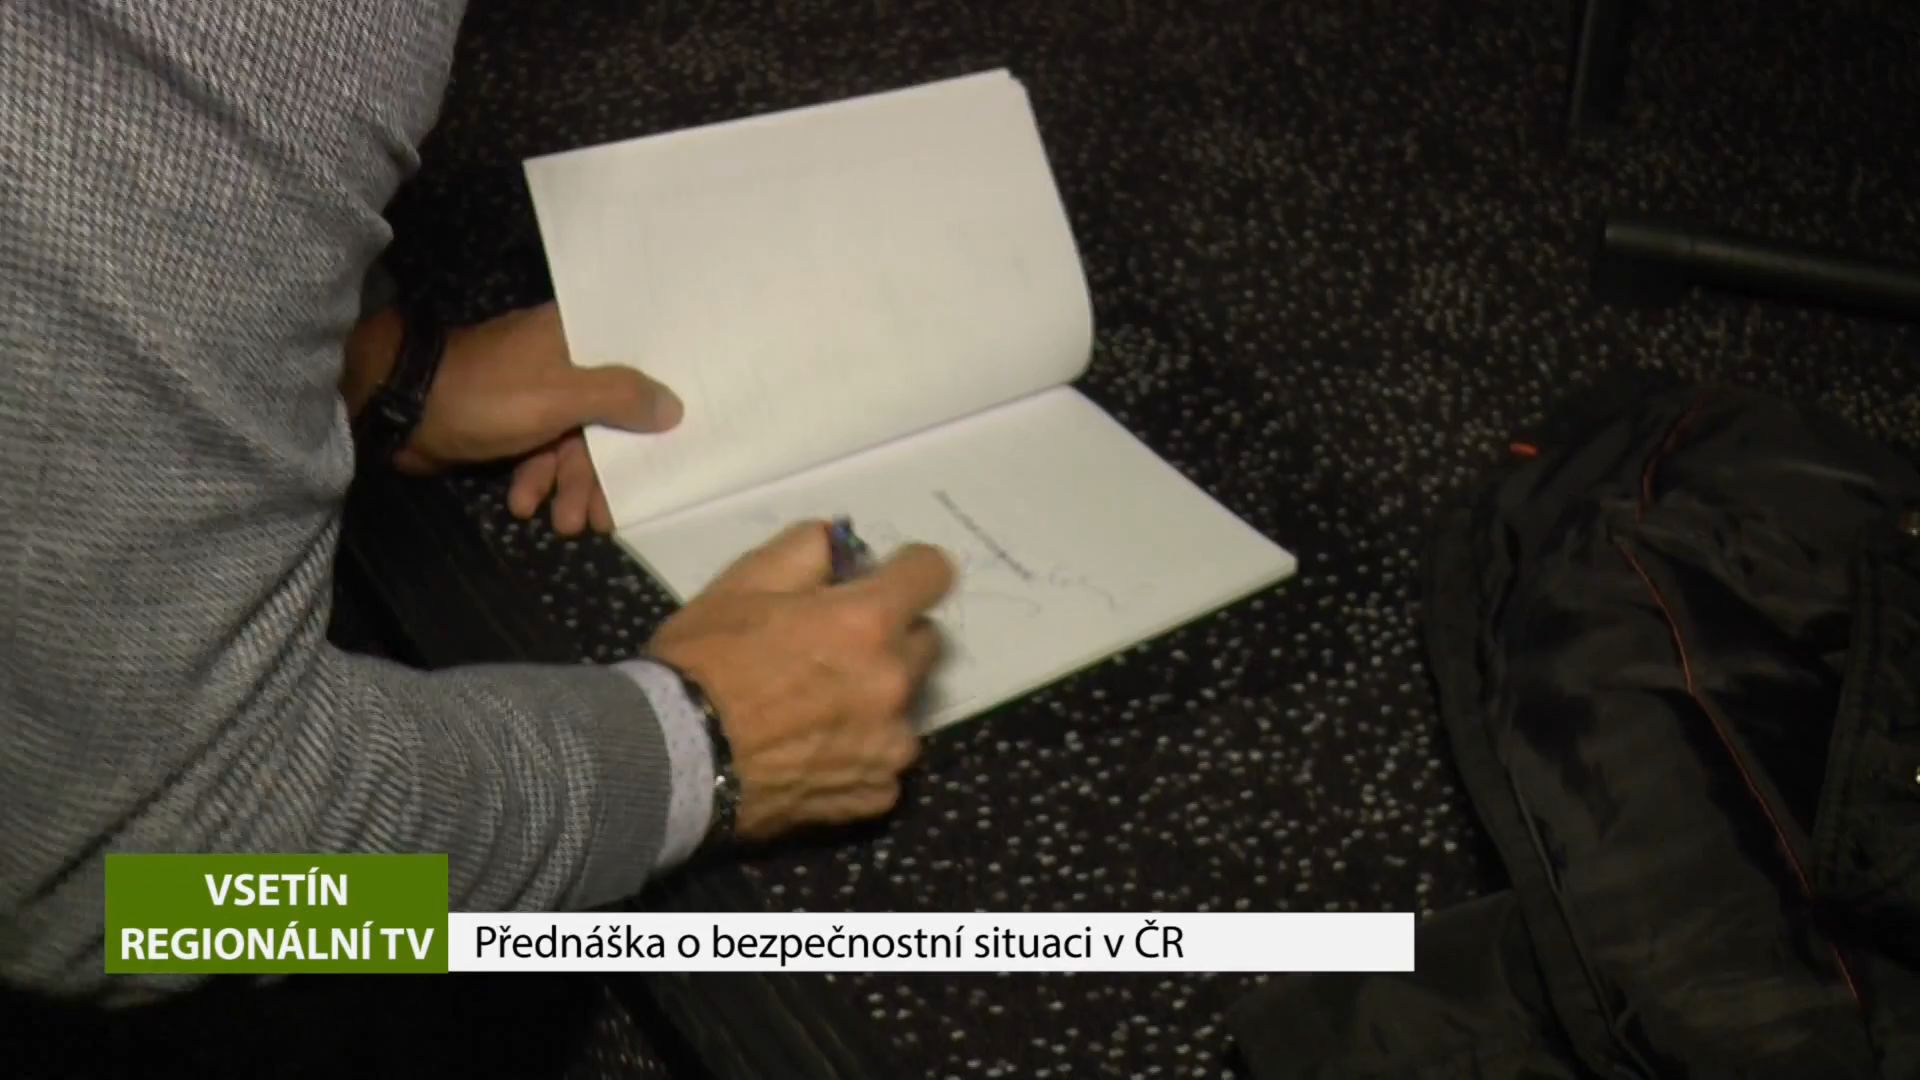 VSETÍN
REGIONÁLNÍ TV
Přednáška o bezpečnostní situaci v ČR